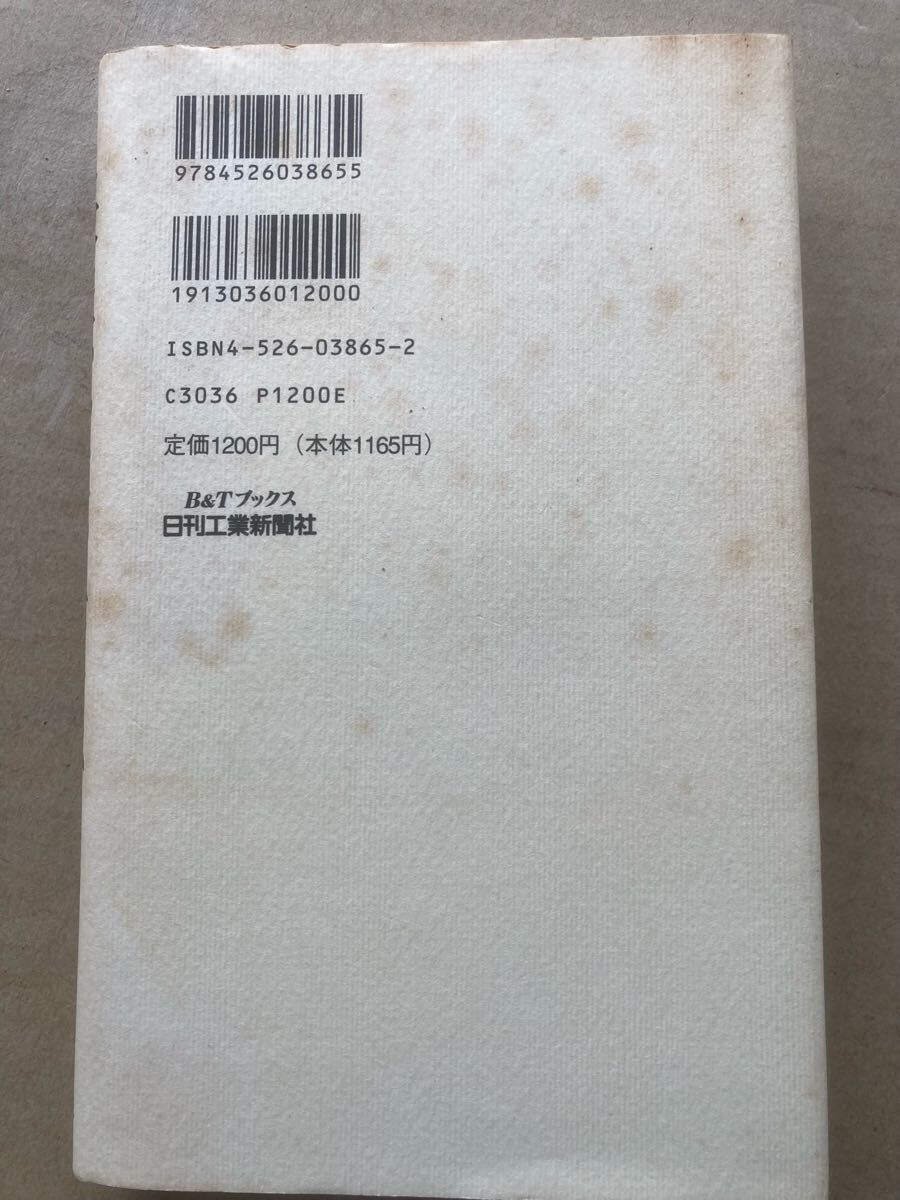 9784526038655
1913036012000
ISBN4-526-03865-2
C3036 P1200E
定価1200円（本体1165円）
B&Tブックス
日刊工業新聞社